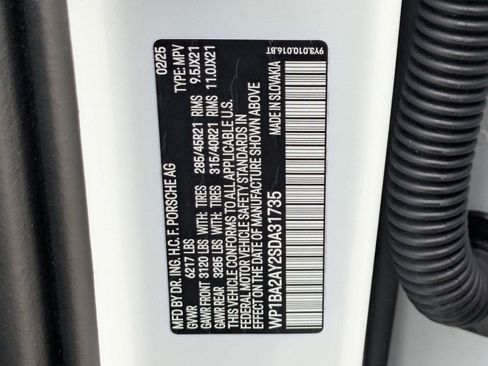 MFD BY DR. ING. H.C. F. PORSCHE AG 02/25
GVWR 6217 LBS TYPE: MPV
GAWR FRONT 3120 LBS WITH: TIRES 285/45R21 RIMS 9.5JX21
GAWR REAR 3285 LBS WITH: TIRES 315/40R21 RIMS 11.0JX21
THIS VEHICLE CONFORMS TO ALL APPLICABLE U.S.
FEDERAL MOTOR VEHICLE SAFETY STANDARDS IN
EFFECT ON THE DATE OF MANUFACTURE SHOWN ABOVE
WP1BA2AY2SDA31735 MADE IN SLOVAKIA
9Y3.010.016.BT